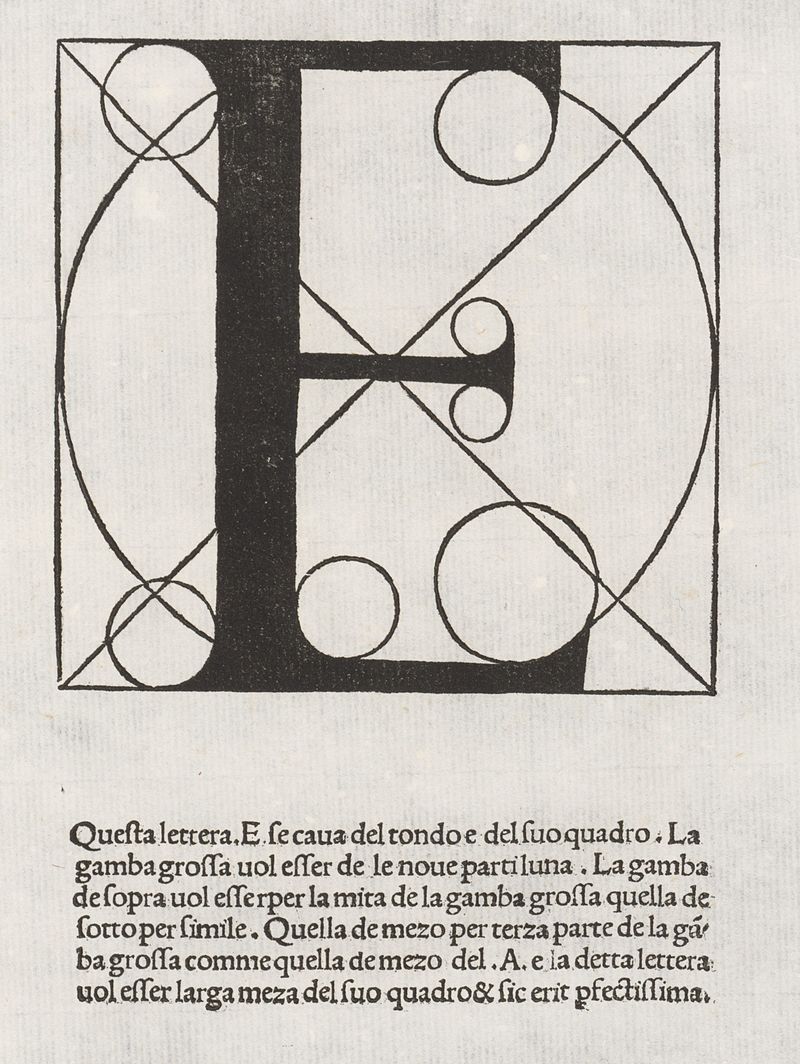 Queſta lettera.E.ſe caua del tondo e del ſuo quadro. La
gamba groſſa uol eſſer de le noue parti luna. La gamba
de ſopra uol eſſer per la mita de la gamba groſſa quella de
ſotto per ſimile. Quella de mezo per terza parte de la gã-
ba groſſa comme quella de mezo del .A. e la detta lettera
uol eſſer larga meza del ſuo quadro & ſic erit ꝑfectiſſima.